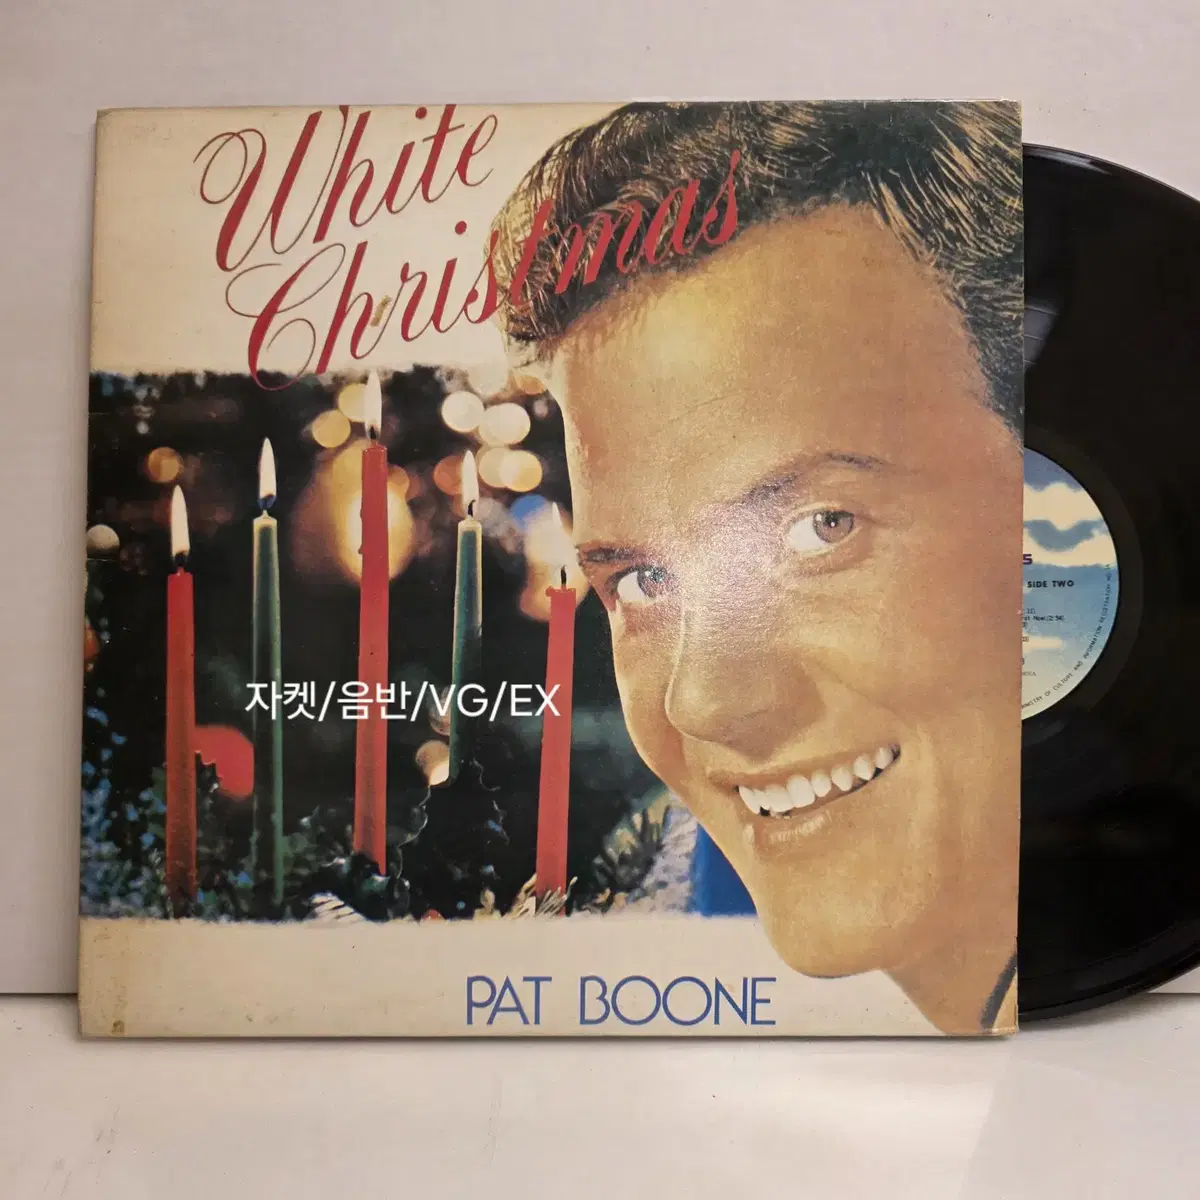 White
Christmas
자켓/음반/VG/EX
PAT BOONE
SIDE TWO